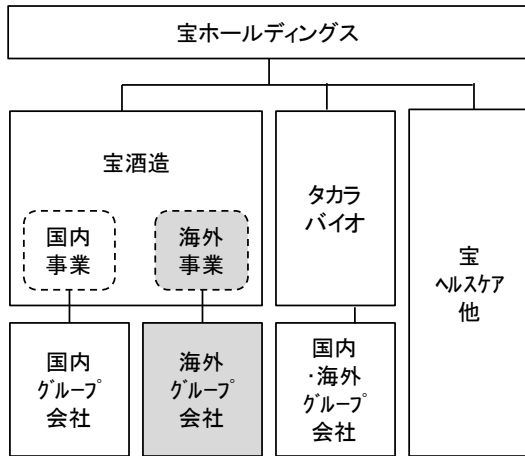 宝ホールディングス
宝酒造
国内
事業
海外
事業
タカラ
バイオ
宝
ヘルスケア
他
国内
グループ
会社
海外
グループ
会社
国内
・海外
グループ
会社